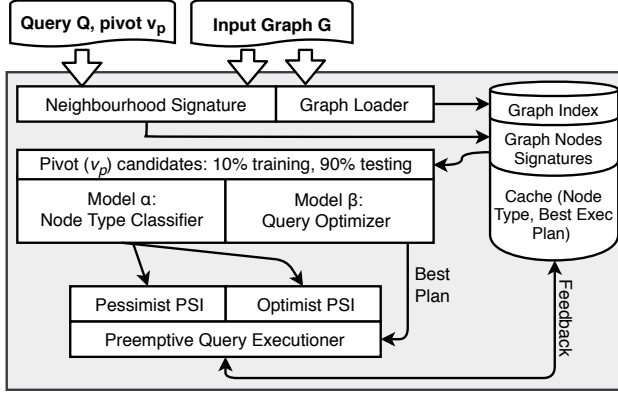 Query Q, pivot vp
Input Graph G
Neighbourhood Signature
Graph Loader
Graph Index
Graph Nodes
Signatures
Cache (Node
Type, Best Exec
Plan)
Pivot (vp) candidates: 10% training, 90% testing
Model α:
Node Type Classifier
Model β:
Query Optimizer
Best
Plan
Feedback
Pessimist PSI
Optimist PSI
Preemptive Query Executioner